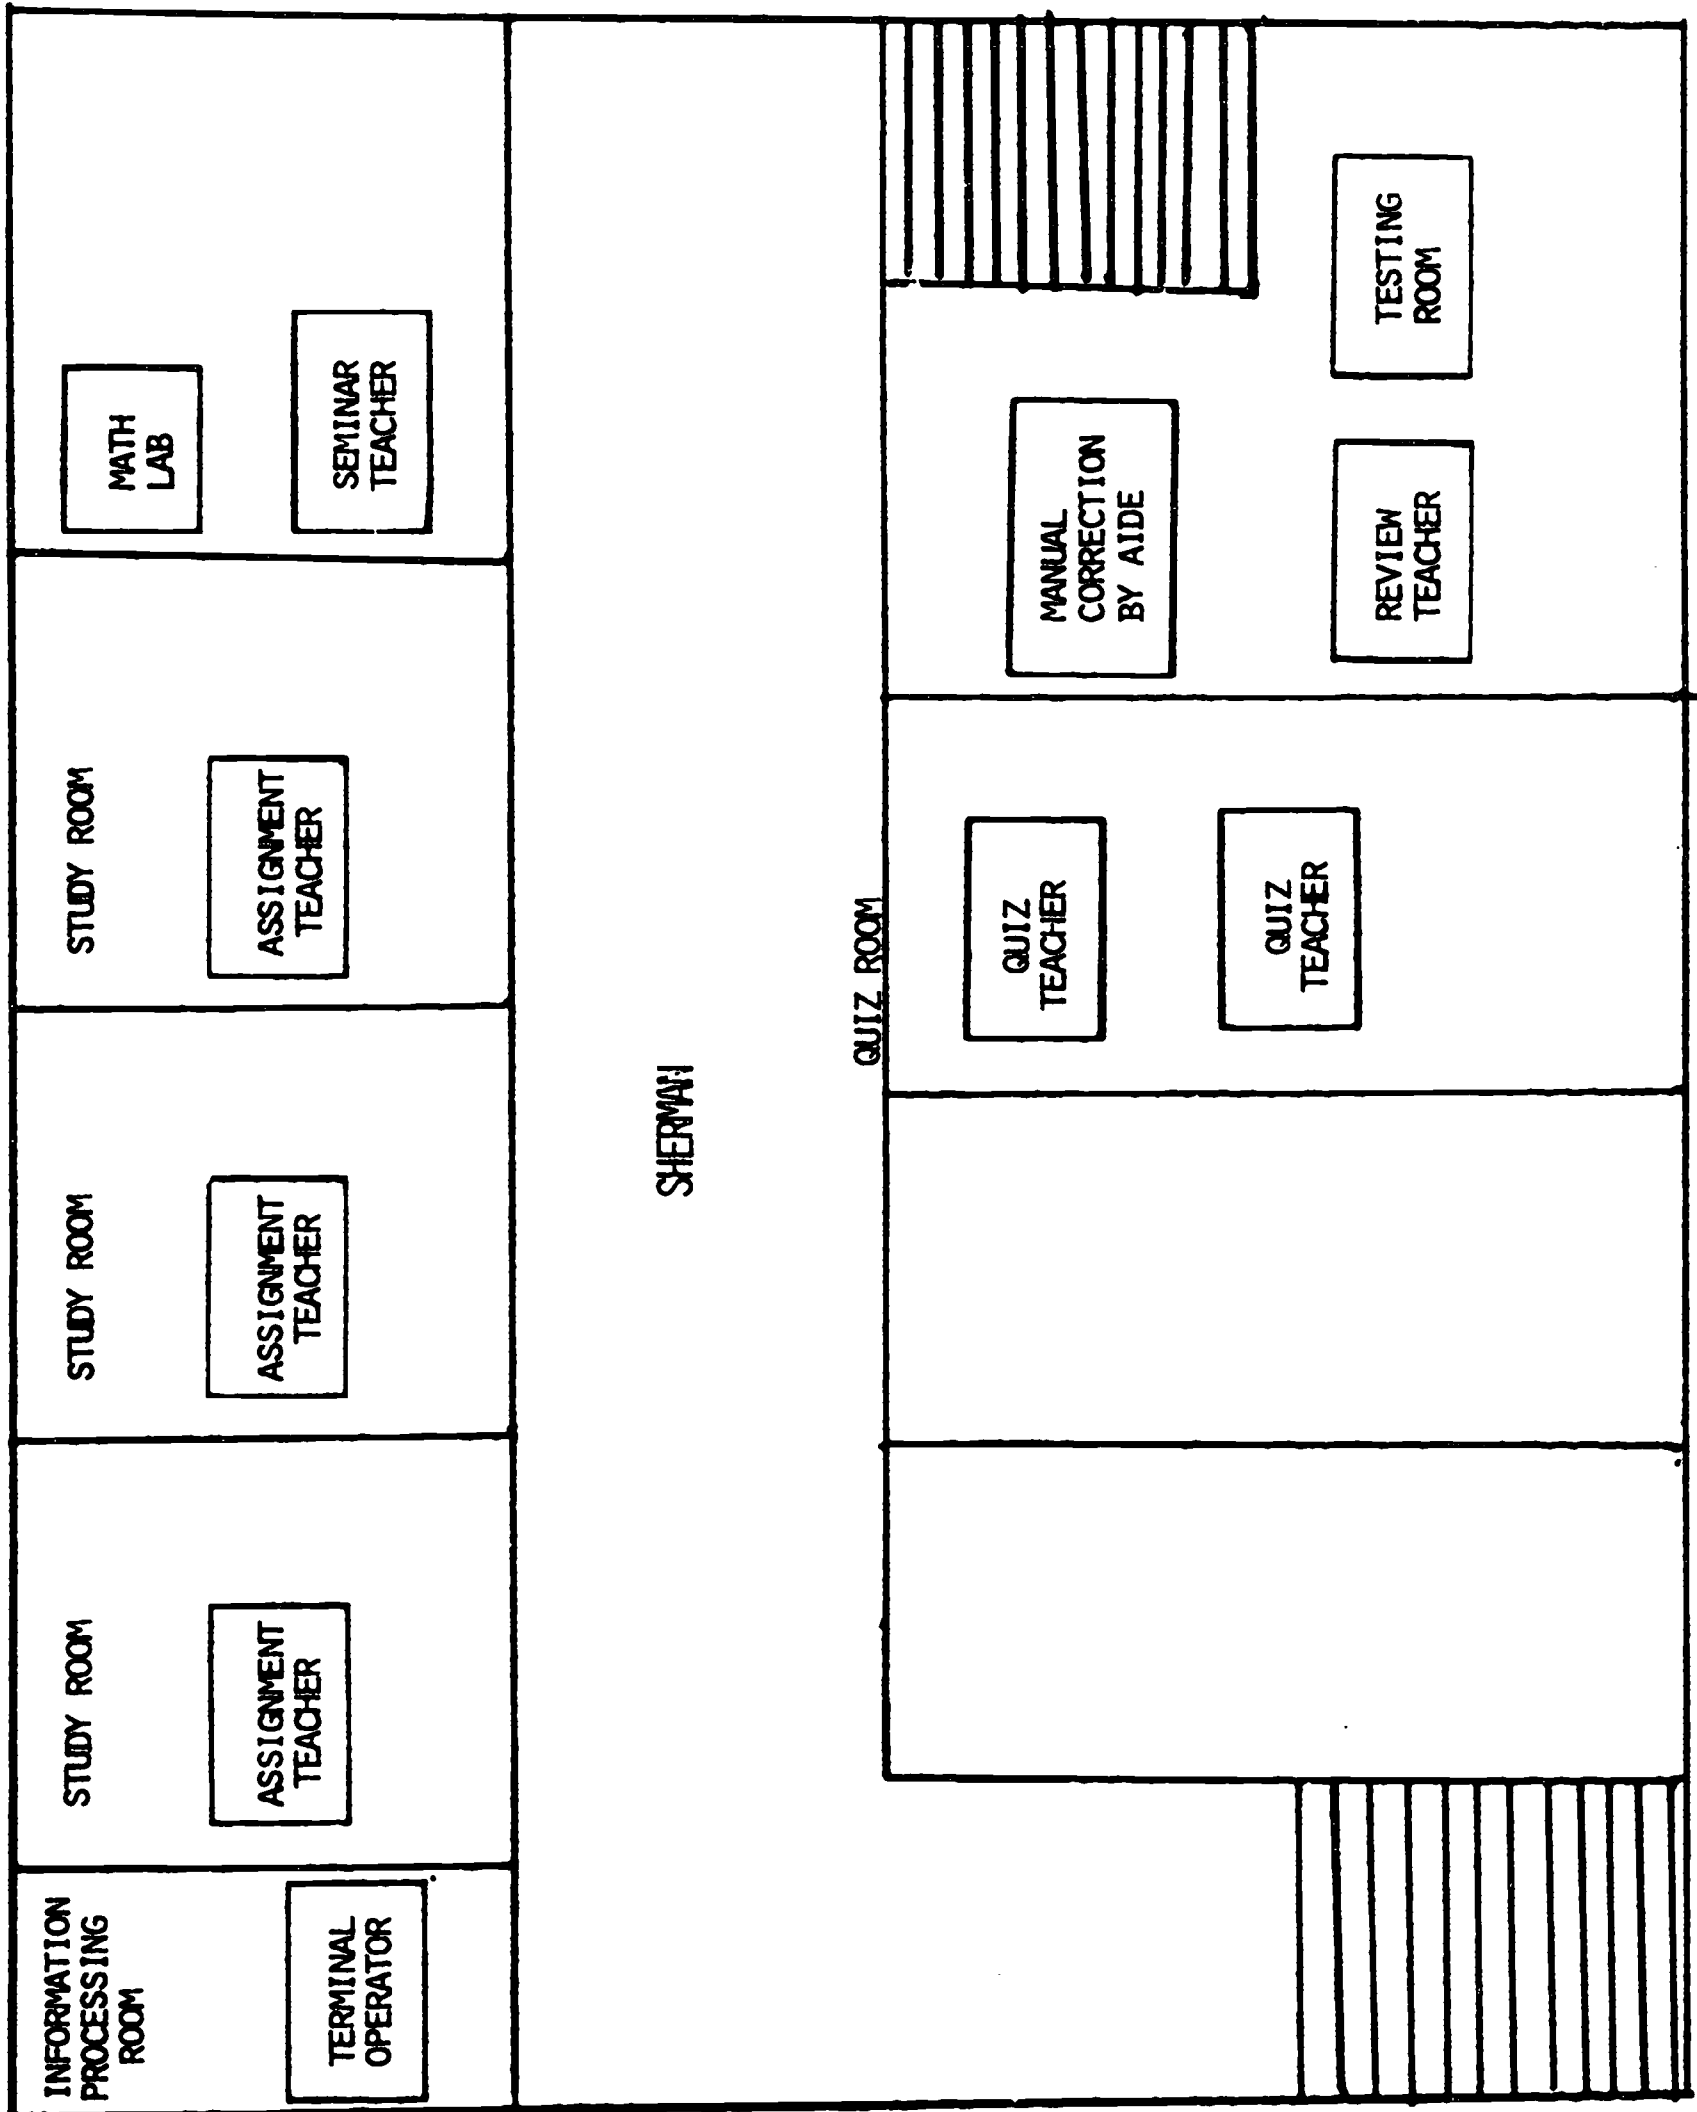 INFORMATION
PROCESSING
ROOM
TERMINAL
OPERATOR
STUDY ROOM
ASSIGNMENT
TEACHER
STUDY ROOM
ASSIGNMENT
TEACHER
STUDY ROOM
ASSIGNMENT
TEACHER
MATH
LAB
SEMINAR
TEACHER
SHERMAN
QUIZ ROOM
QUIZ
TEACHER
QUIZ
TEACHER
MANUAL
CORRECTION
BY AIDE
REVIEW
TEACHER
TESTING
ROOM